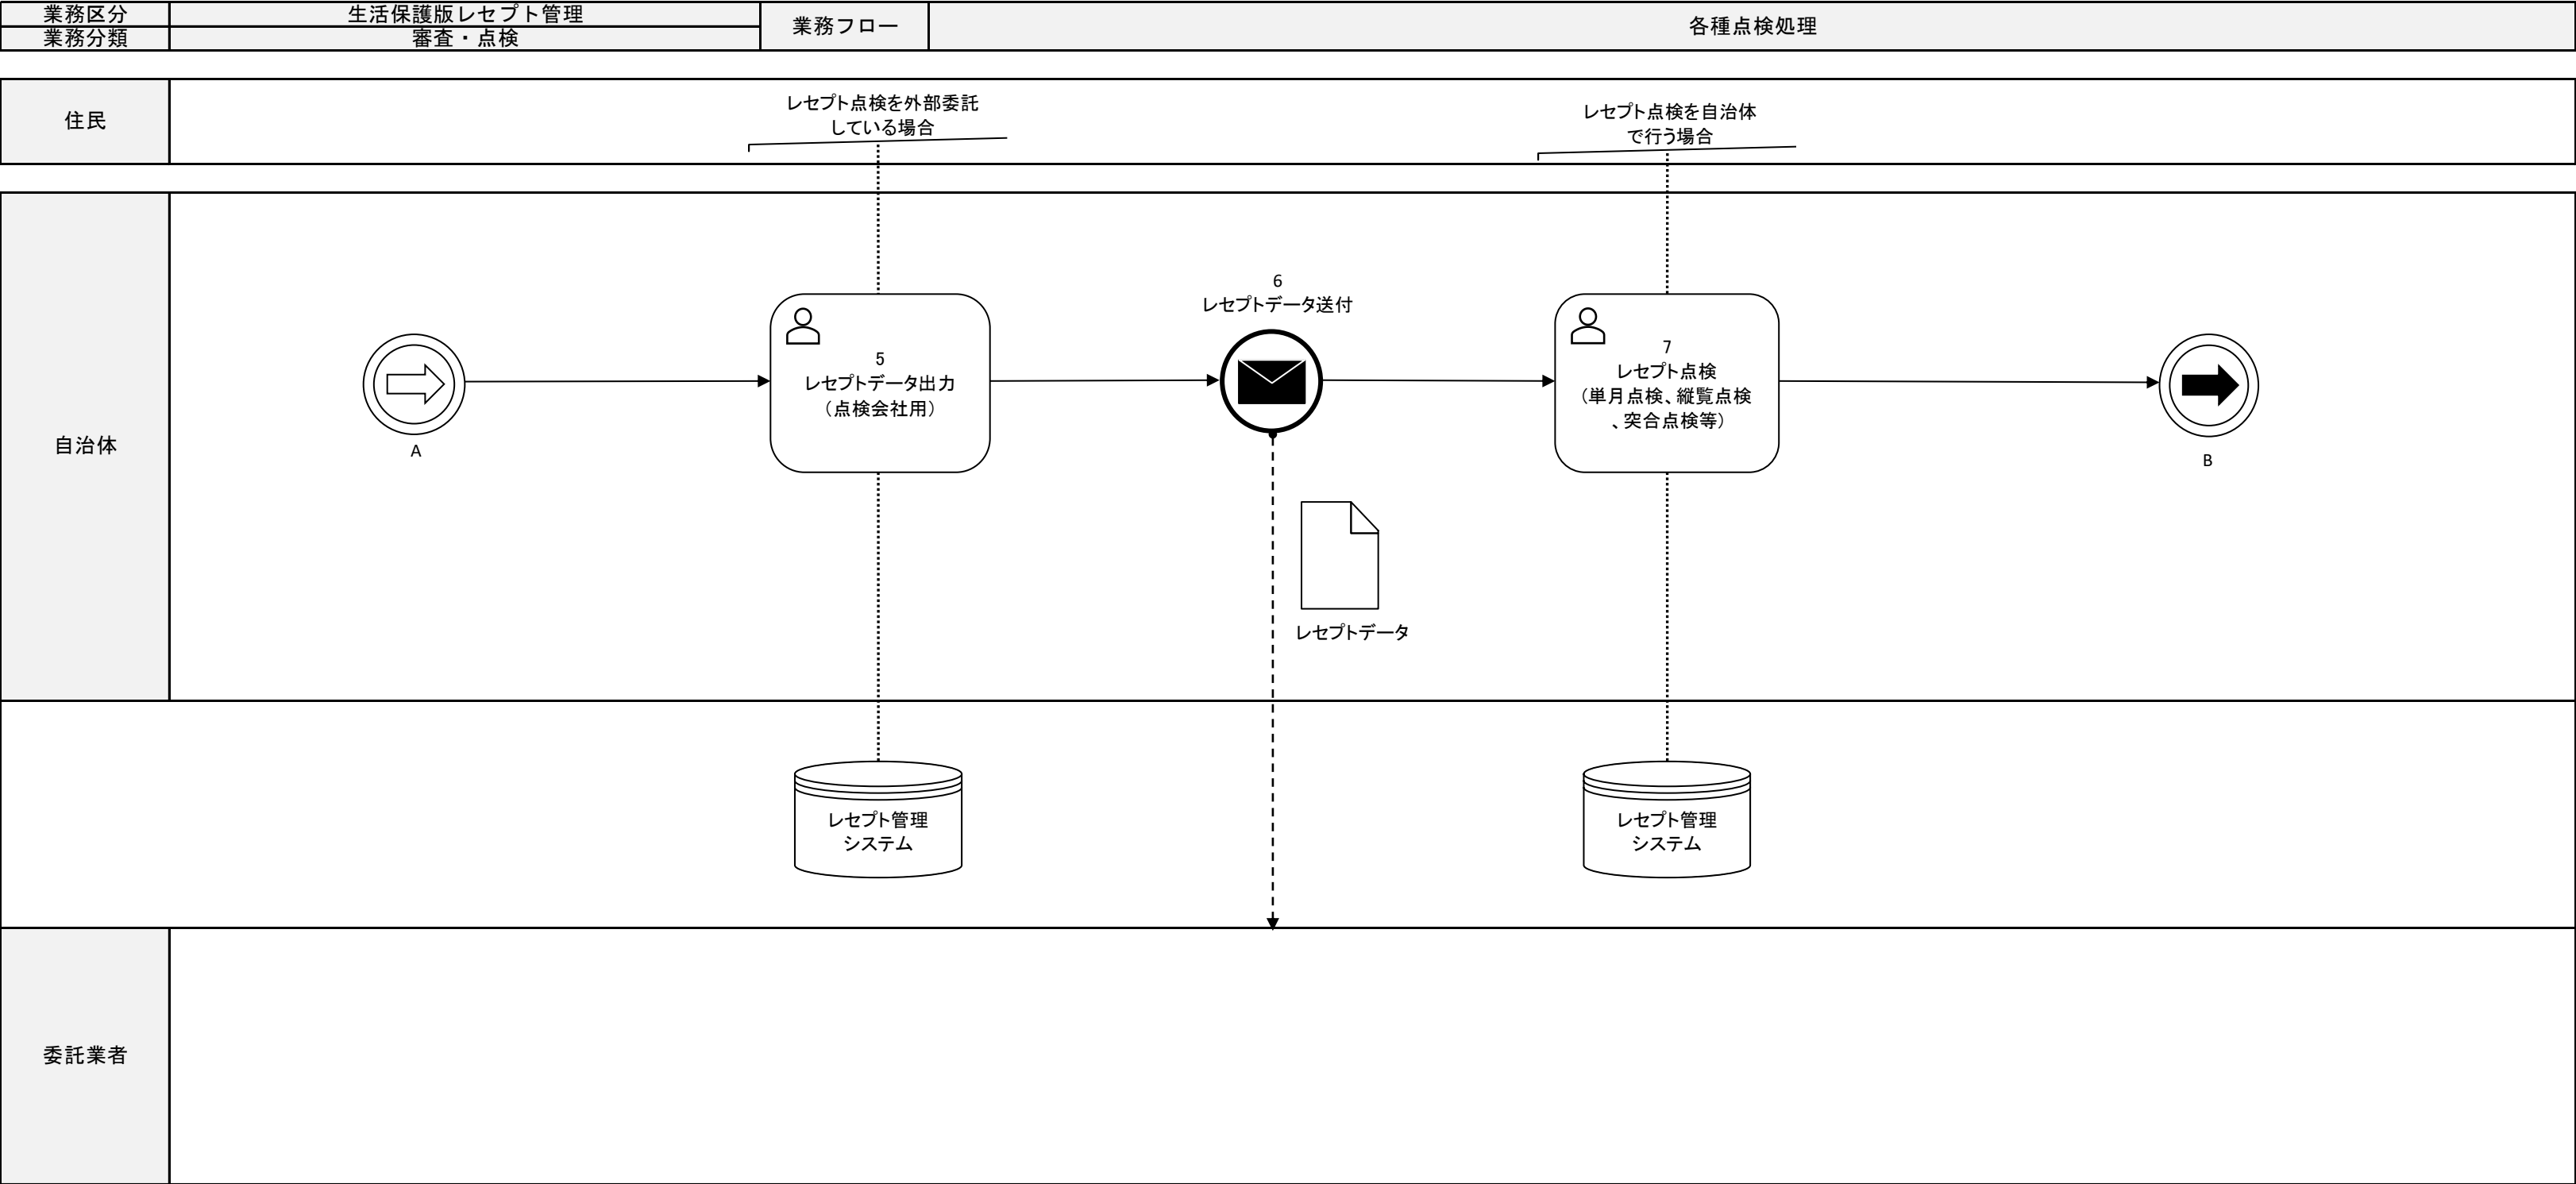 業務区分
生活保護版レセプト管理
業務フロー
各種点検処理
業務分類
審査・点検
住民
レセプト点検を外部委託
している場合
レセプト点検を自治体
で行う場合
自治体
A
5
レセプトデータ出力
（点検会社用）
6
レセプトデータ送付
レセプトデータ
7
レセプト点検
（単月点検、縦覧点検
、突合点検等）
B
レセプト管理
システム
レセプト管理
システム
委託業者